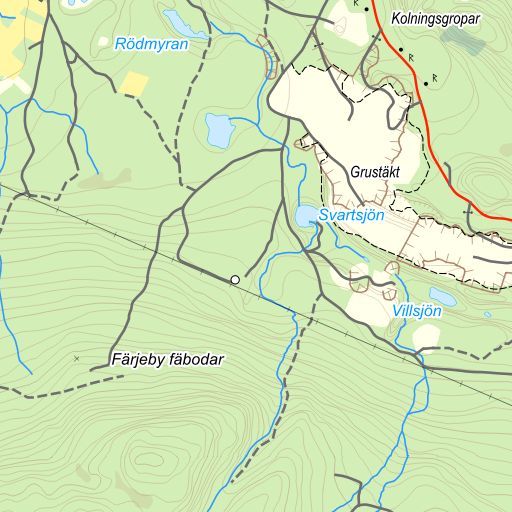 Kolningsgropar
Rödmyran
Grustäkt
Svartsjön
Villsjön
Färjeby fäbodar